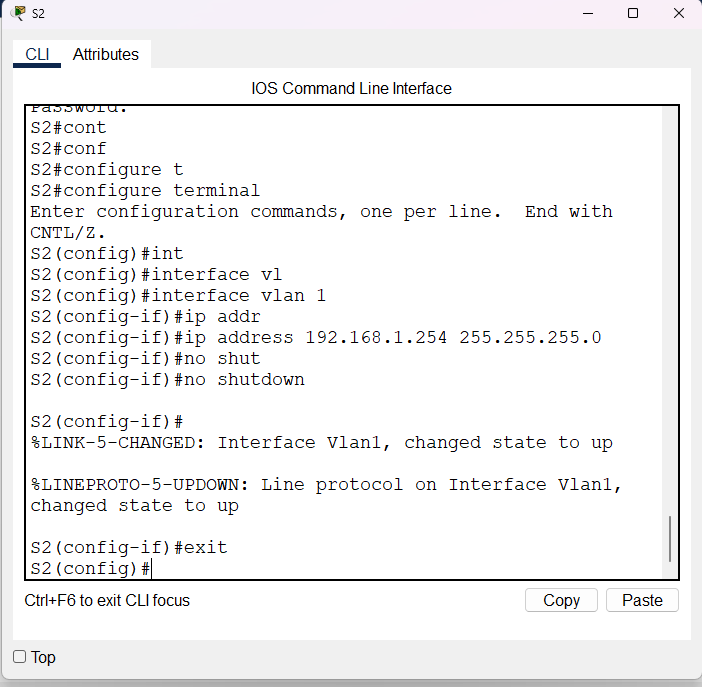 S2
CLI Attributes
IOS Command Line Interface
Password:
S2#cont
S2#conf
S2#configure t
S2#configure terminal
Enter configuration commands, one per line.  End with
CNTL/Z.
S2(config)#int
S2(config)#interface vl
S2(config)#interface vlan 1
S2(config-if)#ip addr
S2(config-if)#ip address 192.168.1.254 255.255.255.0
S2(config-if)#no shut
S2(config-if)#no shutdown
S2(config-if)#
%LINK-5-CHANGED: Interface Vlan1, changed state to up
%LINEPROTO-5-UPDOWN: Line protocol on Interface Vlan1,
changed state to up
S2(config-if)#exit
S2(config)#
Ctrl+F6 to exit CLI focus
Copy Paste
Top